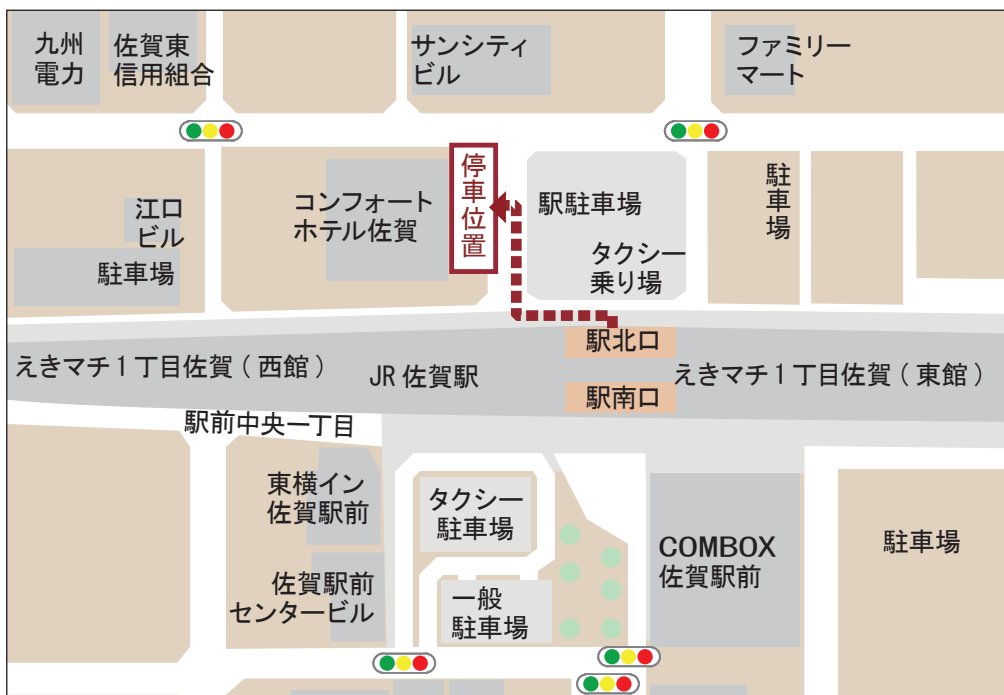 九州
電力
佐賀東
信用組合
サンシティ
ビル
ファミリー
マート
江口
ビル
駐車場
コンフォート
ホテル佐賀
停車位置
駅駐車場
タクシー
乗り場
駐車場
えきマチ1丁目佐賀(西館)
JR佐賀駅
駅北口
駅南口
えきマチ1丁目佐賀(東館)
駅前中央一丁目
東横イン
佐賀駅前
佐賀駅前
センタービル
タクシー
駐車場
一般
駐車場
COMBOX
佐賀駅前
駐車場